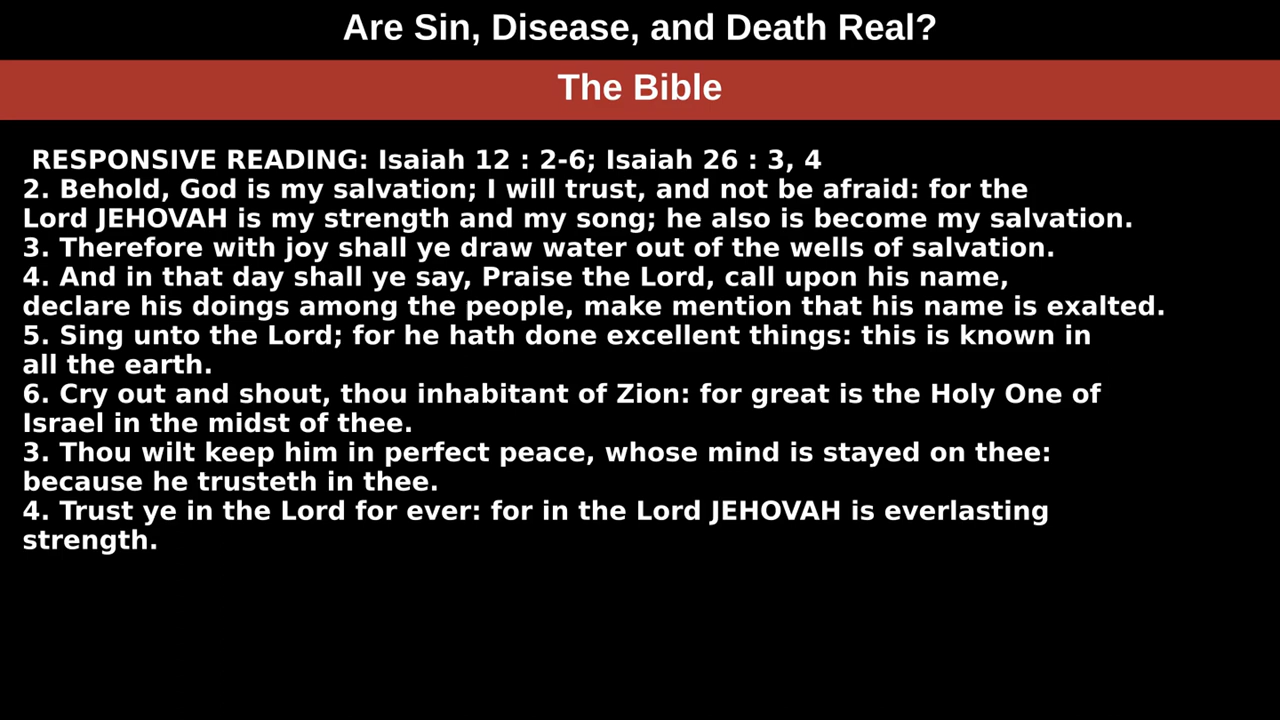 Are Sin, Disease, and Death Real?
The Bible
RESPONSIVE READING: Isaiah 12 : 2-6; Isaiah 26 : 3, 4
2. Behold, God is my salvation; I will trust, and not be afraid: for the
Lord JEHOVAH is my strength and my song; he also is become my salvation.
3. Therefore with joy shall ye draw water out of the wells of salvation.
4. And in that day shall ye say, Praise the Lord, call upon his name,
declare his doings among the people, make mention that his name is exalted.
5. Sing unto the Lord; for he hath done excellent things: this is known in
all the earth.
6. Cry out and shout, thou inhabitant of Zion: for great is the Holy One of
Israel in the midst of thee.
3. Thou wilt keep him in perfect peace, whose mind is stayed on thee:
because he trusteth in thee.
4. Trust ye in the Lord for ever: for in the Lord JEHOVAH is everlasting
strength.